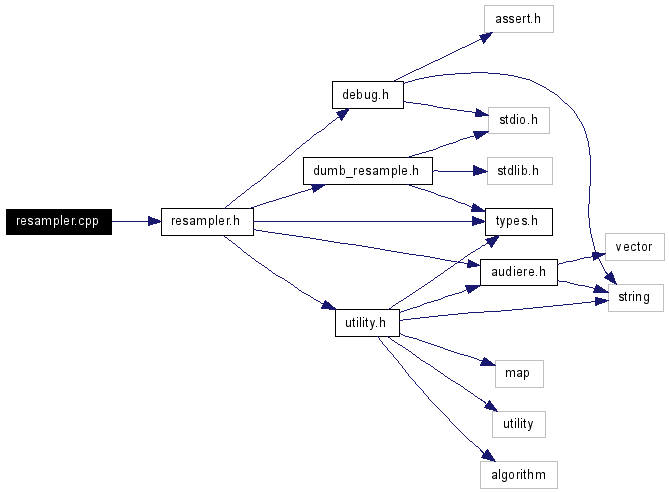 assert.h
debug.h
stdio.h
dumb_resample.h
stdlib.h
resampler.cpp
resampler.h
types.h
vector
audiere.h
string
utility.h
map
utility
algorithm